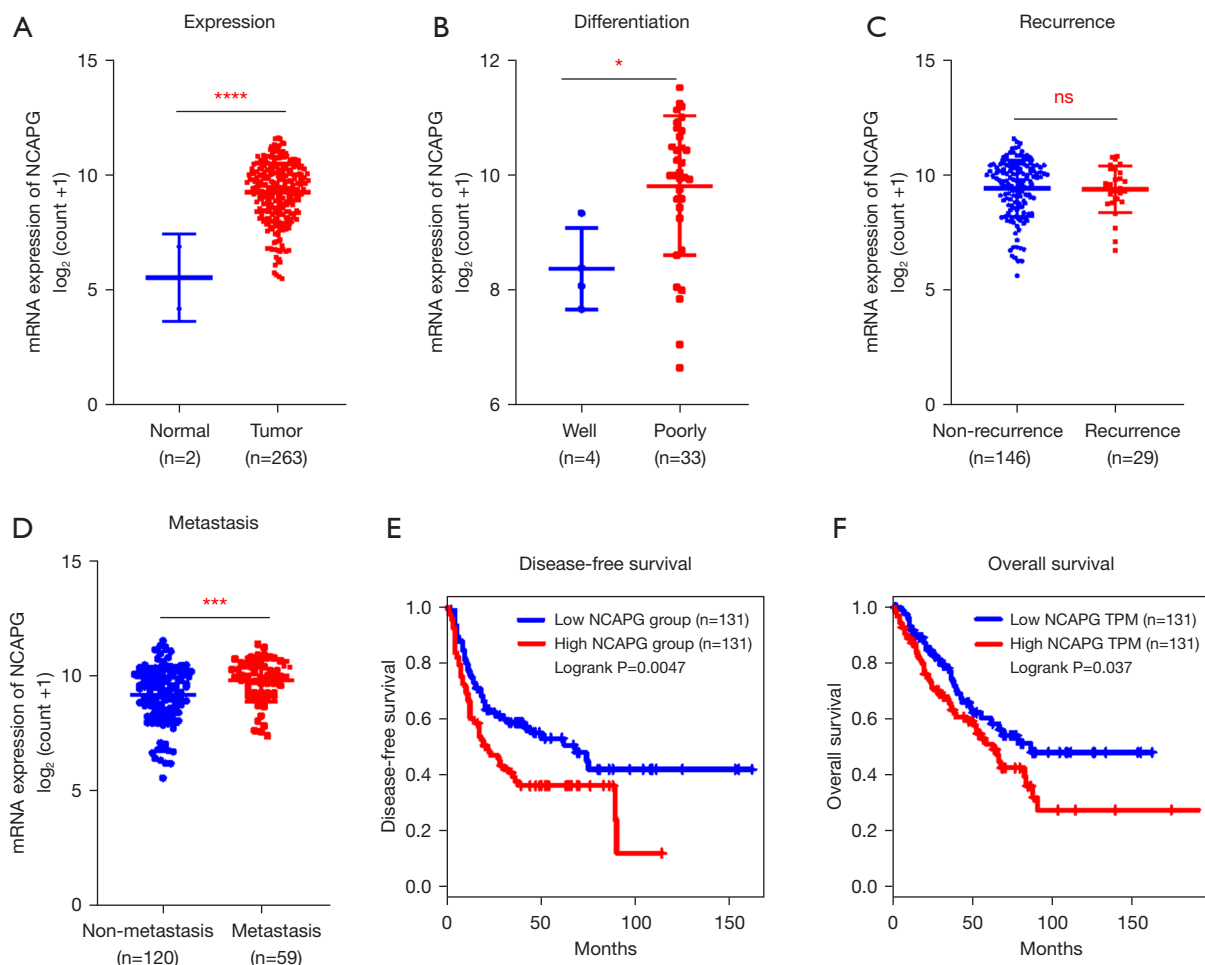 A
Expression
mRNA expression of NCAPG
log₂ (count +1)
15
10
5
0
****
Normal
(n=2)
Tumor
(n=263)
B
Differentiation
mRNA expression of NCAPG
log₂ (count +1)
12
10
8
6
*
Well
(n=4)
Poorly
(n=33)
C
Recurrence
mRNA expression of NCAPG
log₂ (count +1)
15
10
5
0
ns
Non-recurrence
(n=146)
Recurrence
(n=29)
D
Metastasis
mRNA expression of NCAPG
log₂ (count +1)
15
10
5
0
***
Non-metastasis
(n=120)
Metastasis
(n=59)
E
Disease-free survival
Disease-free survival
1.0
0.8
0.6
0.4
0.2
0.0
Low NCAPG group (n=131)
High NCAPG group (n=131)
Logrank P=0.0047
0 50 100 150
Months
F
Overall survival
Overall survival
1.0
0.8
0.6
0.4
0.2
0.0
Low NCAPG TPM (n=131)
High NCAPG TPM (n=131)
Logrank P=0.037
0 50 100 150
Months